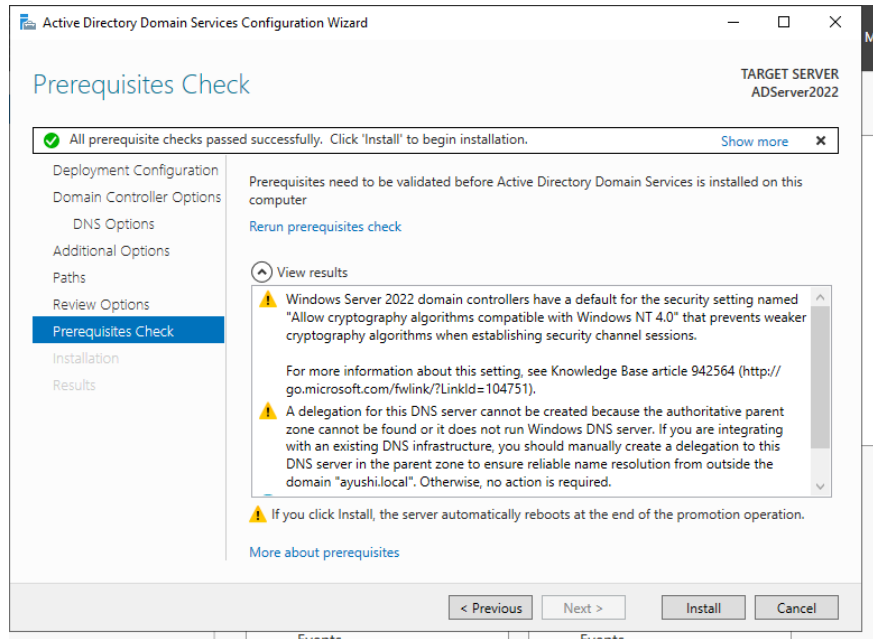 Active Directory Domain Services Configuration Wizard
Prerequisites Check
TARGET SERVER
ADServer2022
All prerequisite checks passed successfully. Click 'Install' to begin installation.
Show more
Deployment Configuration
Domain Controller Options
DNS Options
Additional Options
Paths
Review Options
Prerequisites Check
Installation
Results
Prerequisites need to be validated before Active Directory Domain Services is installed on this
computer
Rerun prerequisites check
View results
Windows Server 2022 domain controllers have a default for the security setting named
"Allow cryptography algorithms compatible with Windows NT 4.0" that prevents weaker
cryptography algorithms when establishing security channel sessions.
For more information about this setting, see Knowledge Base article 942564 (http://
go.microsoft.com/fwlink/?LinkId=104751).
A delegation for this DNS server cannot be created because the authoritative parent
zone cannot be found or it does not run Windows DNS server. If you are integrating
with an existing DNS infrastructure, you should manually create a delegation to this
DNS server in the parent zone to ensure reliable name resolution from outside the
domain "ayushi.local". Otherwise, no action is required.
If you click Install, the server automatically reboots at the end of the promotion operation.
More about prerequisites
< Previous
Next >
Install
Cancel